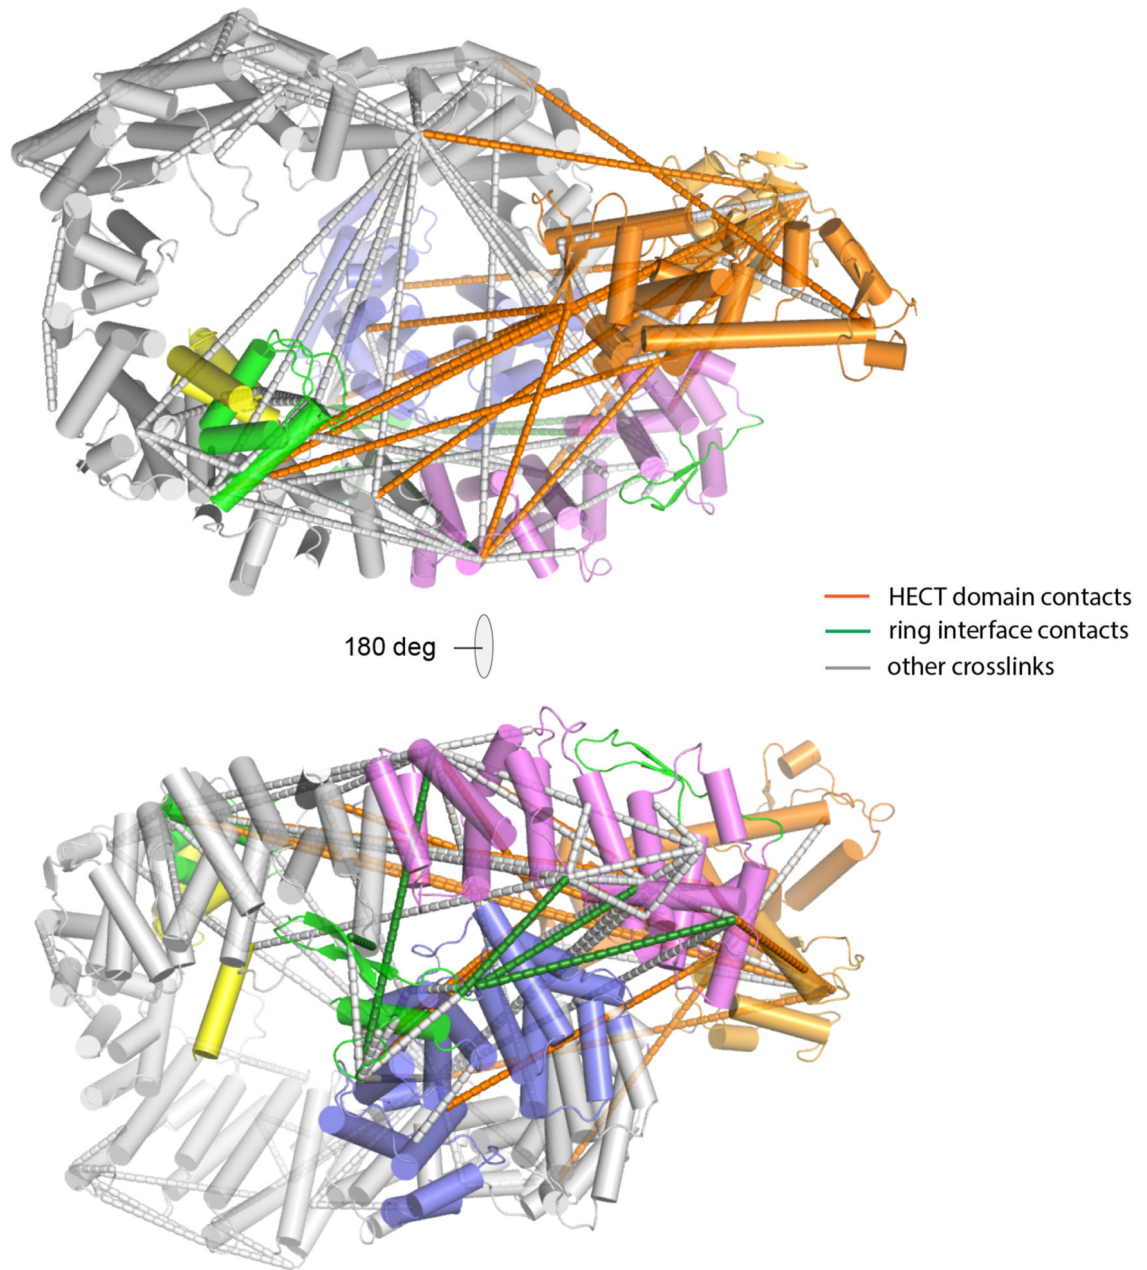 HECT domain contacts
ring interface contacts
180 deg
other crosslinks